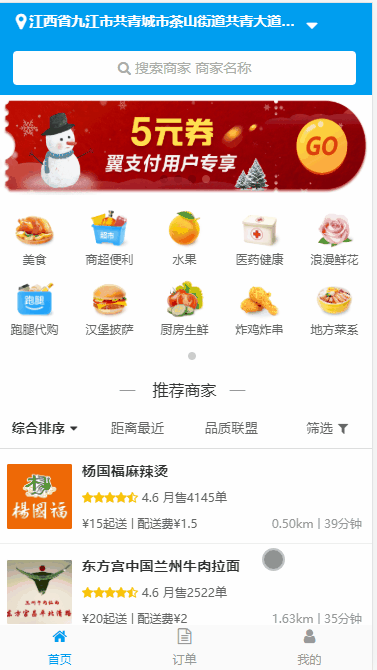 江西省九江市共青城市茶山街道共青大道...
搜索商家 商家名称
5元券
翼支付用户专享
GO
超市
美食
商超便利
水果
医药健康
浪漫鲜花
跑腿
跑腿代购
汉堡披萨
厨房生鲜
炸鸡炸串
地方菜系
推荐商家
综合排序
距离最近
品质联盟
筛选
楊國福
杨国福麻辣烫
4.6 月售4145单
¥15起送 | 配送费¥1.5
0.50km | 39分钟
东方宫中国兰州牛肉拉面
4.6 月售2522单
¥20起送 | 配送费¥2
1.63km | 35分钟
首页
订单
我的